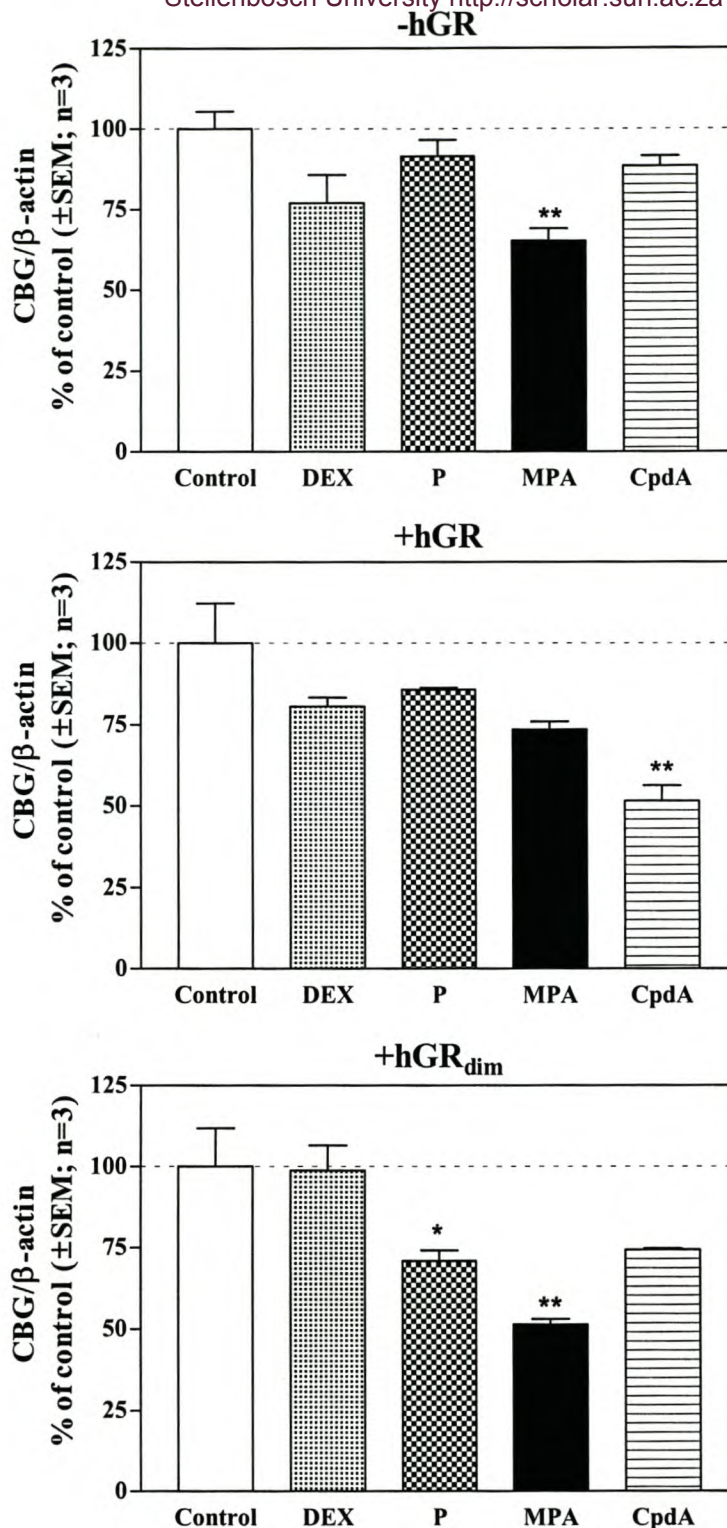 Stellenbosch University http://scholar.sun.ac.za
-hGR
CBG/β-actin
% of control (±SEM; n=3)
125
100
75
50
25
0
**
Control DEX P MPA CpdA
+hGR
CBG/β-actin
% of control (±SEM; n=3)
125
100
75
50
25
0
**
Control DEX P MPA CpdA
+hGRdim
CBG/β-actin
% of control (±SEM; n=3)
125
100
75
50
25
0
*
**
Control DEX P MPA CpdA